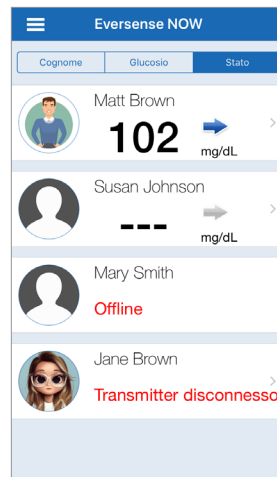 Eversense NOW
Cognome Glucosio Stato
Matt Brown
102
mg/dL
Susan Johnson
---
mg/dL
Mary Smith
Offline
Jane Brown
Transmitter disconnesso